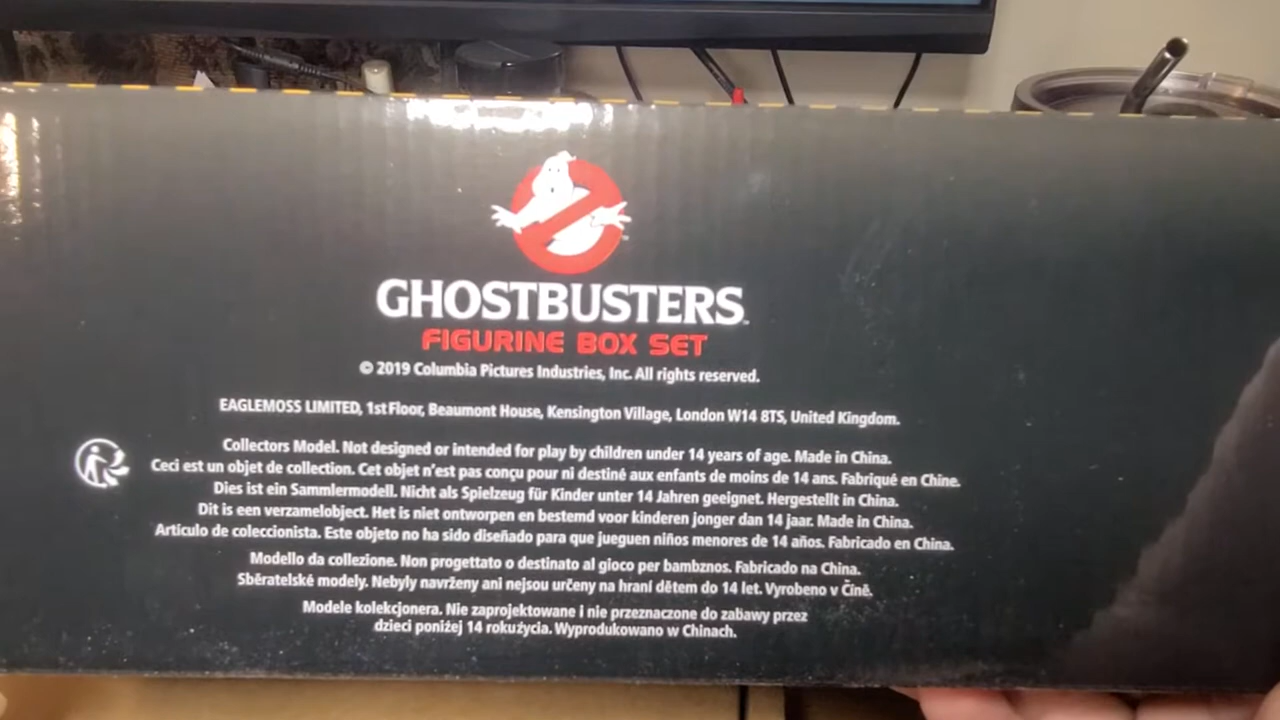 GHOSTBUSTERS™
FIGURINE BOX SET
© 2019 Columbia Pictures Industries, Inc. All rights reserved.
EAGLEMOSS LIMITED, 1st Floor, Beaumont House, Kensington Village, London W14 8TS, United Kingdom.
Collectors Model. Not designed or intended for play by children under 14 years of age. Made in China.
Ceci est un objet de collection. Cet objet n'est pas conçu pour ni destiné aux enfants de moins de 14 ans. Fabriqué en Chine.
Dies ist ein Sammlermodell. Nicht als Spielzeug für Kinder unter 14 Jahren geeignet. Hergestellt in China.
Dit is een verzamelobject. Het is niet ontworpen en bestemd voor kinderen jonger dan 14 jaar. Made in China.
Articulo de coleccionista. Este objeto no ha sido diseñado para que jueguen niños menores de 14 años. Fabricado en China.
Modello da collezione. Non progettato o destinato al gioco per bambznos. Fabricado na China.
Sběratelské modely. Nebyly navrženy ani nejsou určeny na hraní dětem do 14 let. Vyrobeno v Číně.
Modele kolekcjonera. Nie zaprojektowane i nie przeznaczone do zabawy przez
dzieci poniżej 14 rokużycia. Wyprodukowano w Chinach.